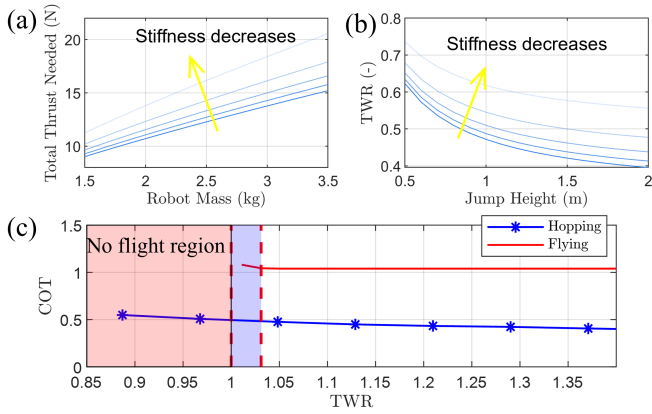 (a)
Total Thrust Needed (N)
20
15
10
Stiffness decreases
1.5
2
2.5
3
3.5
Robot Mass (kg)
(b)
TWR (-)
0.8
0.7
0.6
0.5
0.4
Stiffness decreases
0.5
1
1.5
2
Jump Height (m)
(c)
COT
1.5
1
0.5
0
No flight region
Hopping
Flying
0.85
0.9
0.95
1
1.05
1.1
1.15
1.2
1.25
1.3
1.35
TWR